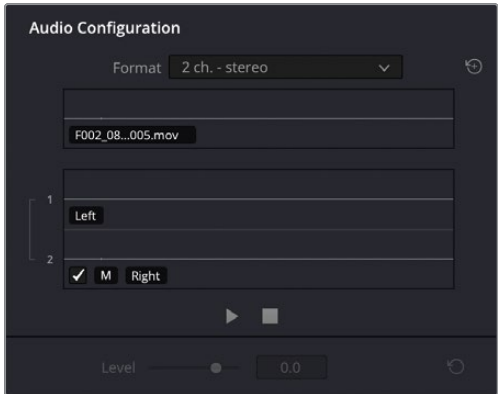 Audio Configuration
Format 2 ch. - stereo
F002_08...005.mov
1
Left
2
M Right
Level 0.0